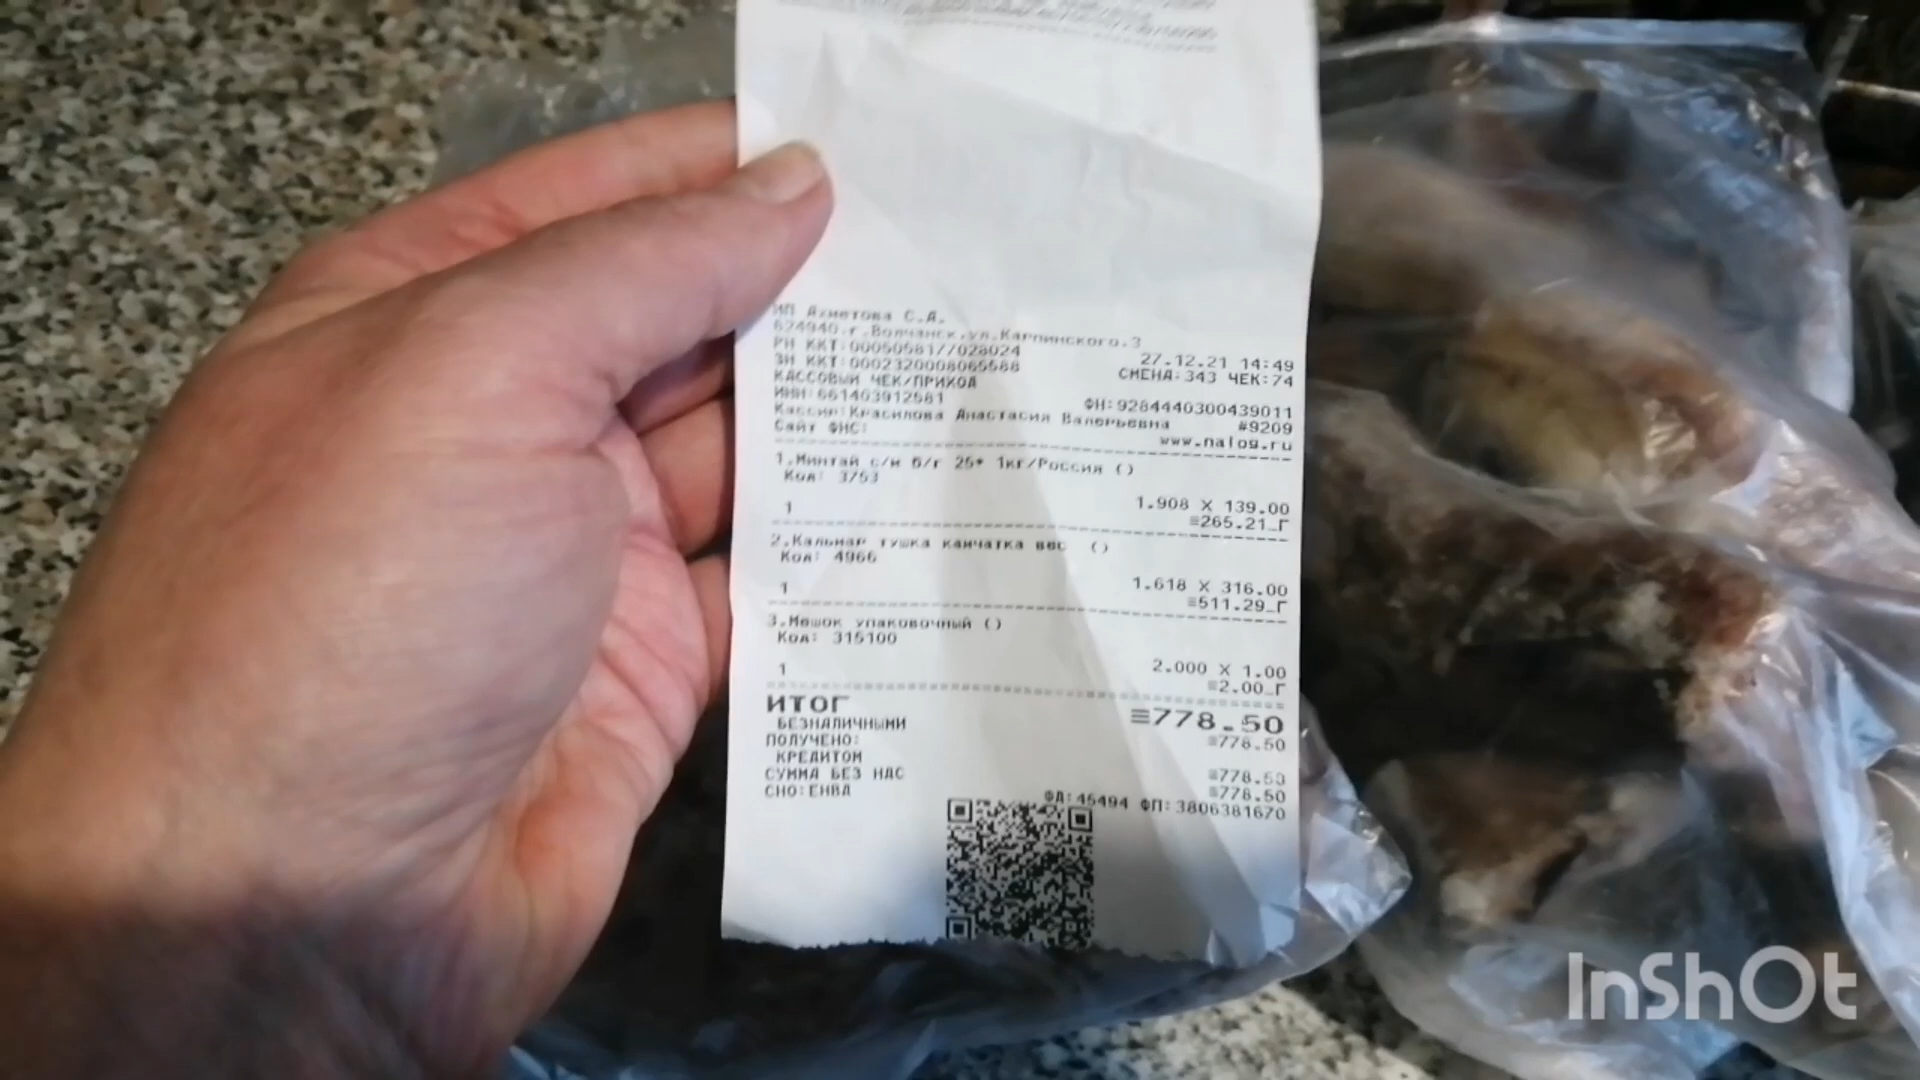 ИП Ахметова С.А.
624940.г.Волчанск.ул.Карпинского.3
РН ККТ:0005058177028024 27.12.21 14:49
ЗН ККТ:0002320008065588 СМЕНА:343 ЧЕК:74
КАССОВЫЙ ЧЕК/ПРИХОД
ИНН:661403912581 ФН:9284440300439011
Кассир:Красилова Анастасия Валерьевна #9209
Сайт ФНС: www.nalog.ru
1.Минтай с/м б/г 25* 1кг/Россия ()
Код: 3753
1 1.908 X 139.00
≡265.21_Г
2.Кальмар тушка камчатка вес ()
Код: 4966
1 1.618 X 316.00
≡511.29_Г
3.Мешок упаковочный ()
Код: 315100
1 2.000 X 1.00
≡2.00_Г
ИТОГ ≡778.50
БЕЗНАЛИЧНЫМИ ≡778.50
ПОЛУЧЕНО:
КРЕДИТОМ ≡778.50
СУММА БЕЗ НДС ≡778.50
СНО:ЕНВД
ФД:45494 ФП:3806381670
InShOt